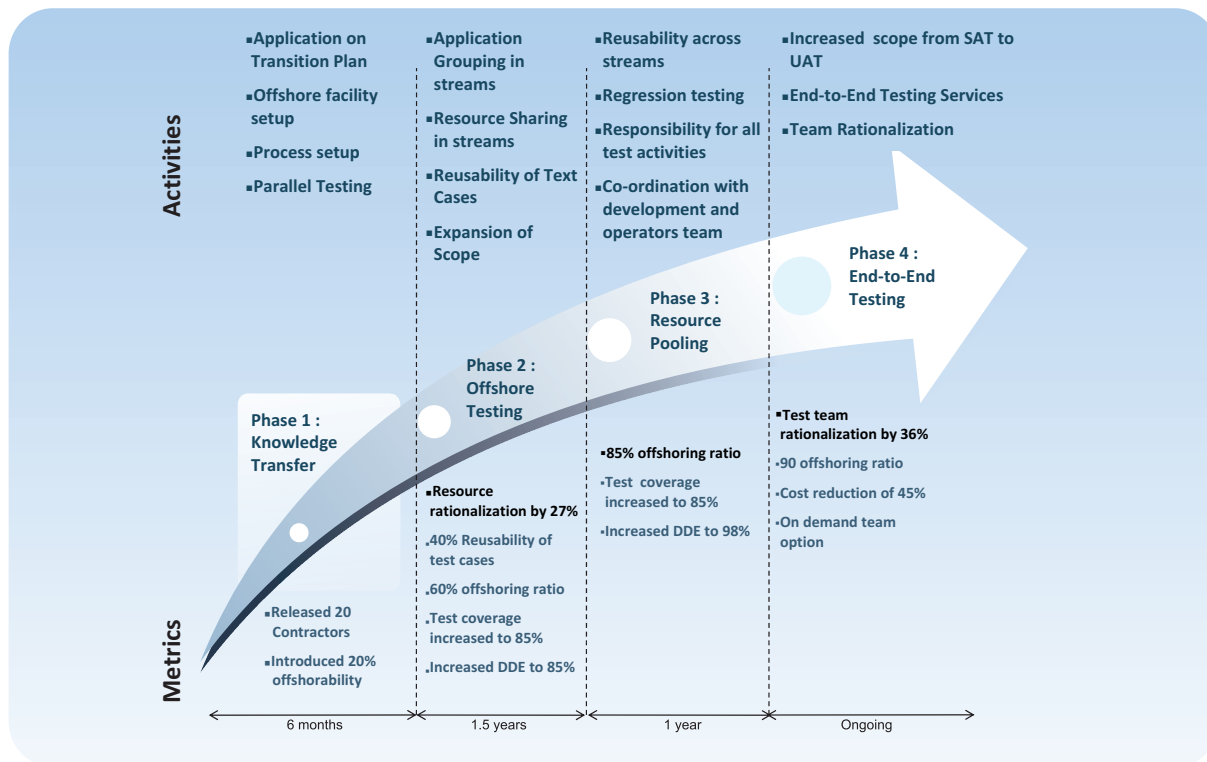 Activities
▪Application on
Transition Plan
▪Offshore facility
setup
▪Process setup
▪Parallel Testing
▪Application
Grouping in
streams
▪Resource Sharing
in streams
▪Reusability of Text
Cases
▪Expansion of
Scope
▪Reusability across
streams
▪Regression testing
▪Responsibility for all
test activities
▪Co-ordination with
development and
operators team
▪Increased scope from SAT to
UAT
▪End-to-End Testing Services
▪Team Rationalization
Phase 1 :
Knowledge
Transfer
Phase 2 :
Offshore
Testing
Phase 3 :
Resource
Pooling
Phase 4 :
End-to-End
Testing
Metrics
▪Released 20
Contractors
▪Introduced 20%
offshorability
▪Resource
rationalization by 27%
▪40% Reusability of
test cases
▪60% offshoring ratio
▪Test coverage
increased to 85%
▪Increased DDE to 85%
▪85% offshoring ratio
▪Test coverage
increased to 85%
▪Increased DDE to 98%
▪Test team
rationalization by 36%
▪90 offshoring ratio
▪Cost reduction of 45%
▪On demand team
option
6 months
1.5 years
1 year
Ongoing